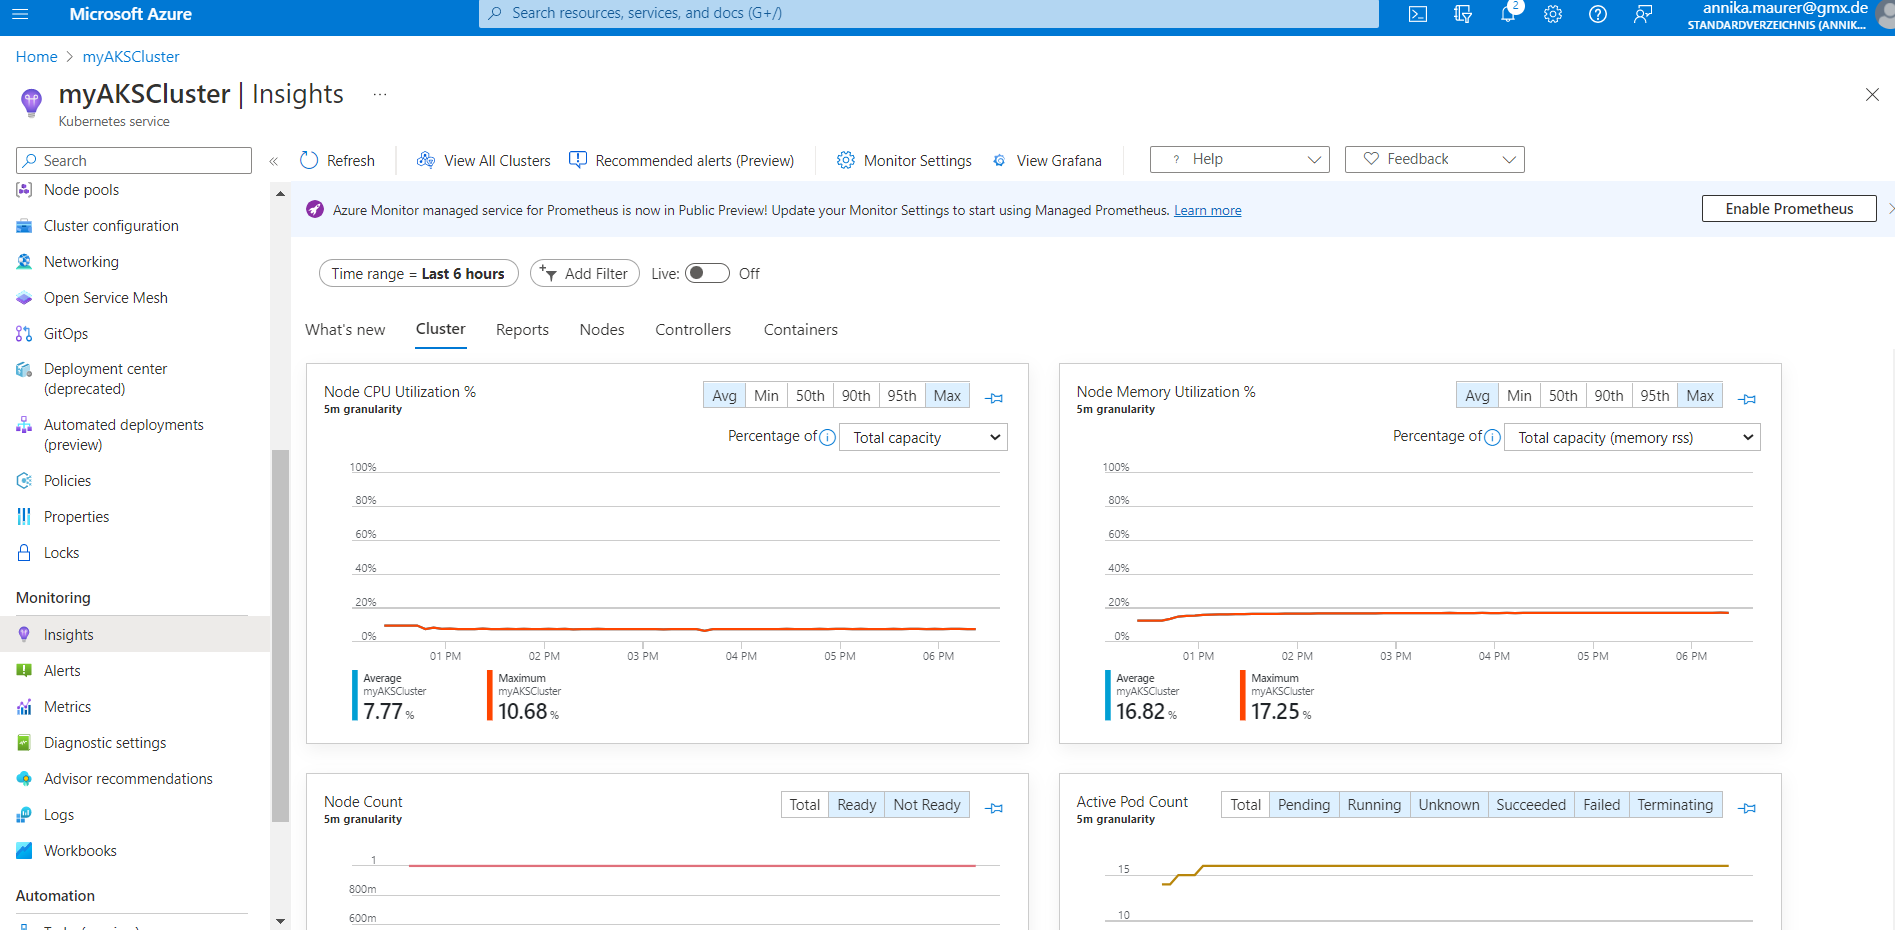 Microsoft Azure
Search resources, services, and docs (G+/)
2
annika.maurer@gmx.de
STANDARDVERZEICHNIS (ANNIK...
Home > myAKSCluster
myAKSCluster | Insights ...
Kubernetes service
Search
«
Refresh
View All Clusters
Recommended alerts (Preview)
Monitor Settings
View Grafana
? Help
Feedback
Node pools
Cluster configuration
Networking
Open Service Mesh
GitOps
Deployment center
(deprecated)
Automated deployments
(preview)
Policies
Properties
Locks
Monitoring
Insights
Alerts
Metrics
Diagnostic settings
Advisor recommendations
Logs
Workbooks
Automation
Azure Monitor managed service for Prometheus is now in Public Preview! Update your Monitor Settings to start using Managed Prometheus. Learn more
Enable Prometheus
Time range = Last 6 hours
Add Filter
Live: Off
What's new
Cluster
Reports
Nodes
Controllers
Containers
Node CPU Utilization %
5m granularity
Avg Min 50th 90th 95th Max
Percentage of Total capacity
100%
80%
60%
40%
20%
0%
01 PM 02 PM 03 PM 04 PM 05 PM 06 PM
Average
myAKSCluster
7.77 %
Maximum
myAKSCluster
10.68 %
Node Memory Utilization %
5m granularity
Avg Min 50th 90th 95th Max
Percentage of Total capacity (memory rss)
100%
80%
60%
40%
20%
0%
01 PM 02 PM 03 PM 04 PM 05 PM 06 PM
Average
myAKSCluster
16.82 %
Maximum
myAKSCluster
17.25 %
Node Count
5m granularity
Total Ready Not Ready
1
800m
600m
Active Pod Count
5m granularity
Total Pending Running Unknown Succeeded Failed Terminating
15
10